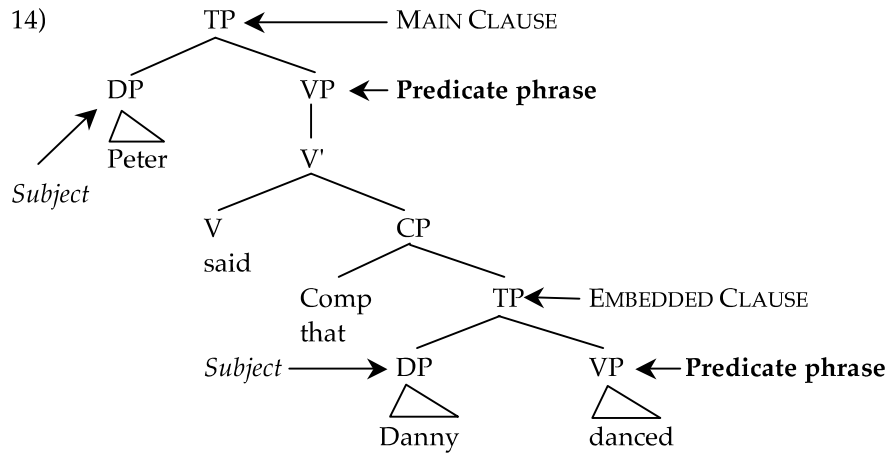 14) TP MAIN CLAUSE
DP VP Predicate phrase
Peter V'
Subject
V CP
said
Comp TP EMBEDDED CLAUSE
that
Subject DP VP Predicate phrase
Danny danced